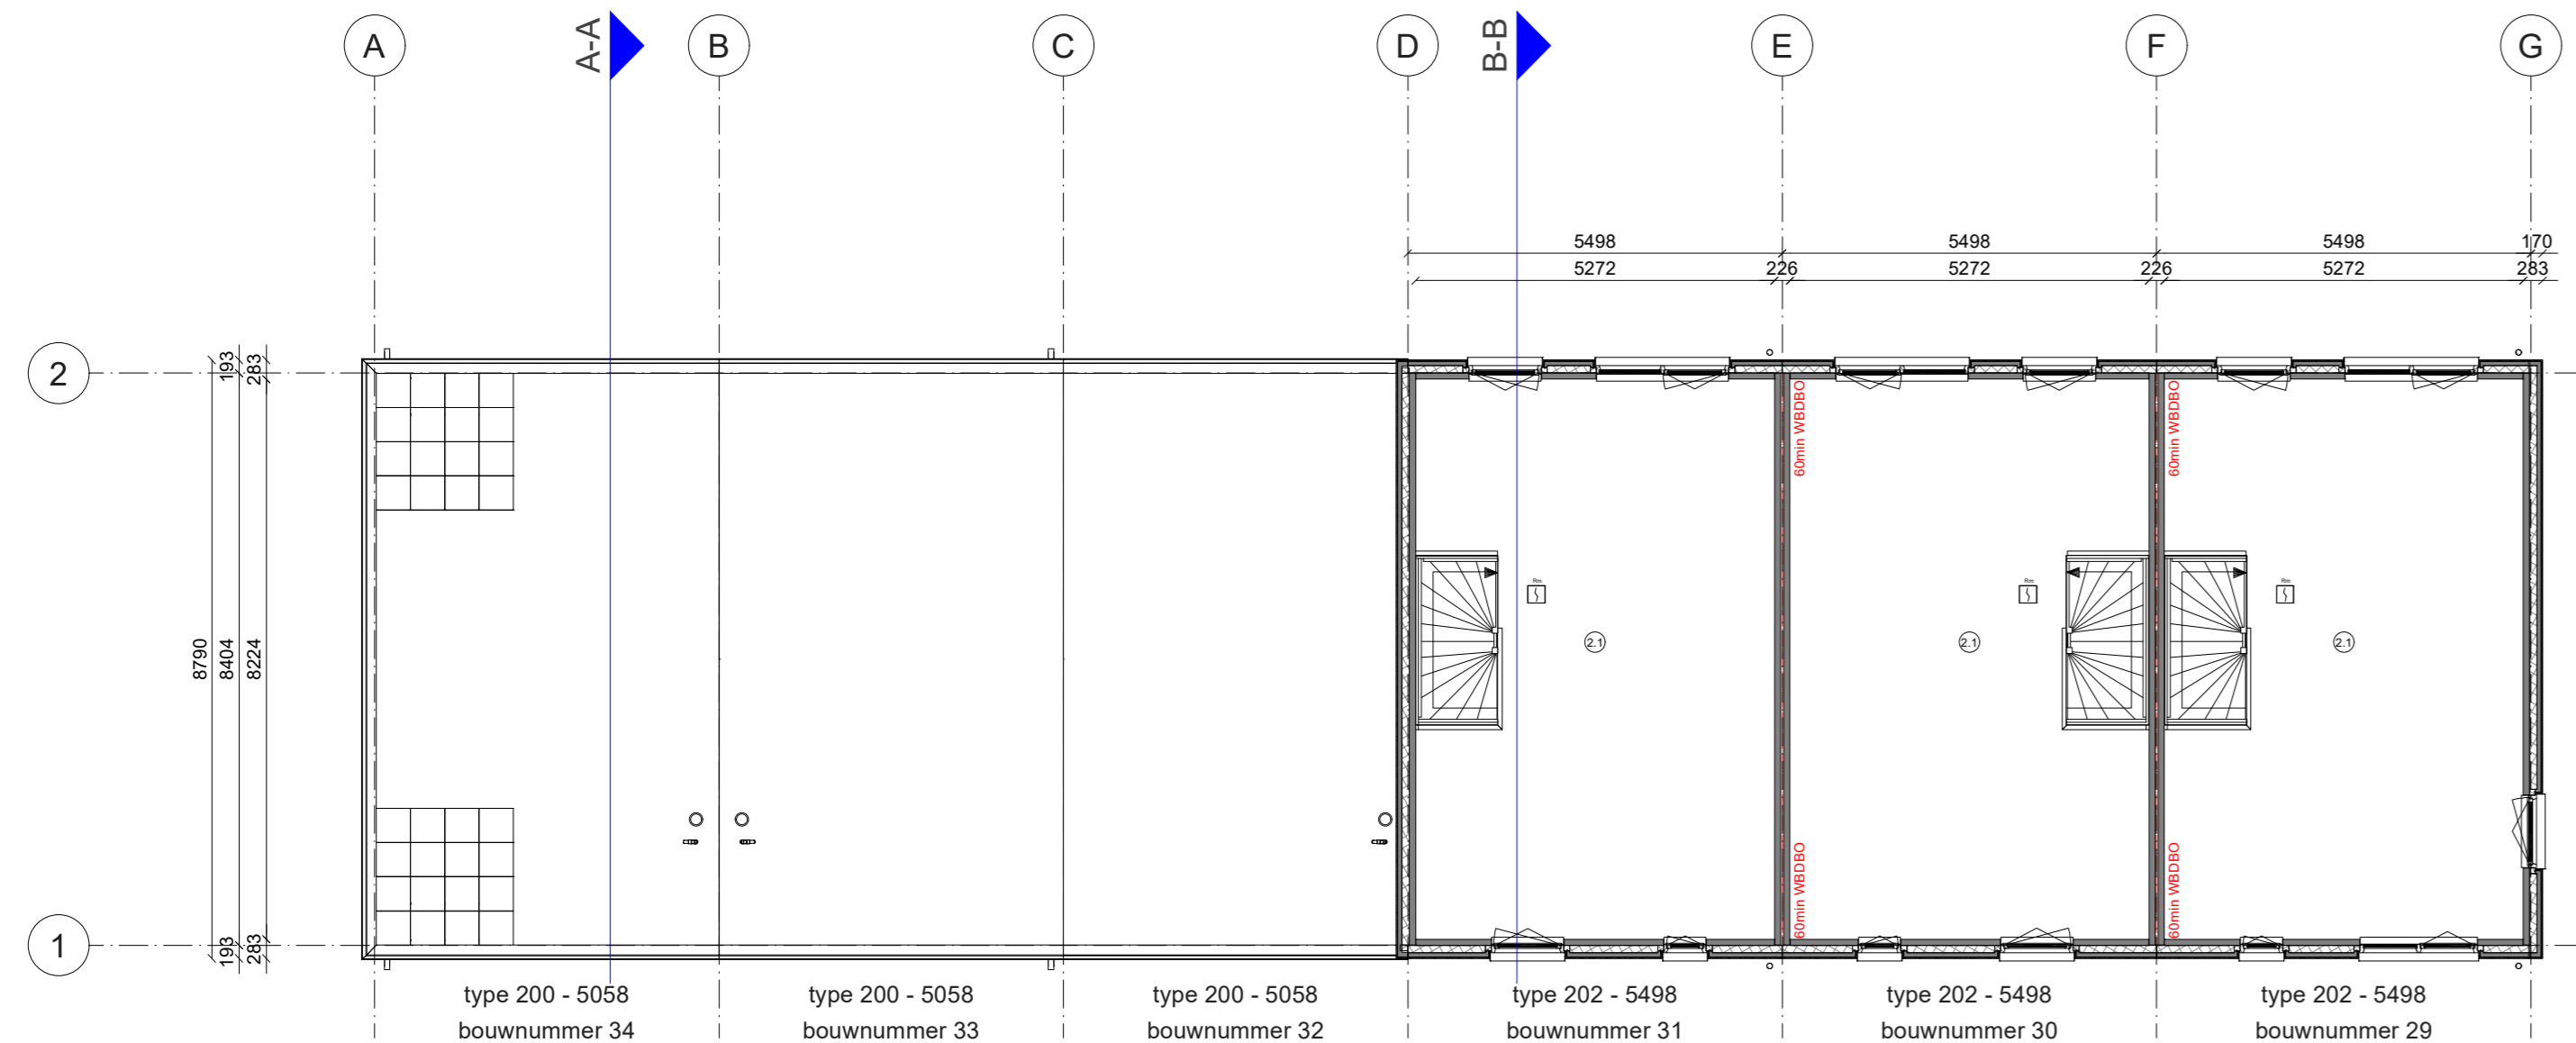 A
A-A
B
C
D
B-B
E
F
G
5498 5498 5498 170
5272 226 5272 226 5272 283
2
193
283
60min WBDBO
60min WBDBO
Rm
Rm
Rm
2.1
2.1
2.1
8790
8404
8224
60min WBDBO
60min WBDBO
1
193
283
type 200 - 5058
bouwnummer 34
type 200 - 5058
bouwnummer 33
type 200 - 5058
bouwnummer 32
type 202 - 5498
bouwnummer 31
type 202 - 5498
bouwnummer 30
type 202 - 5498
bouwnummer 29